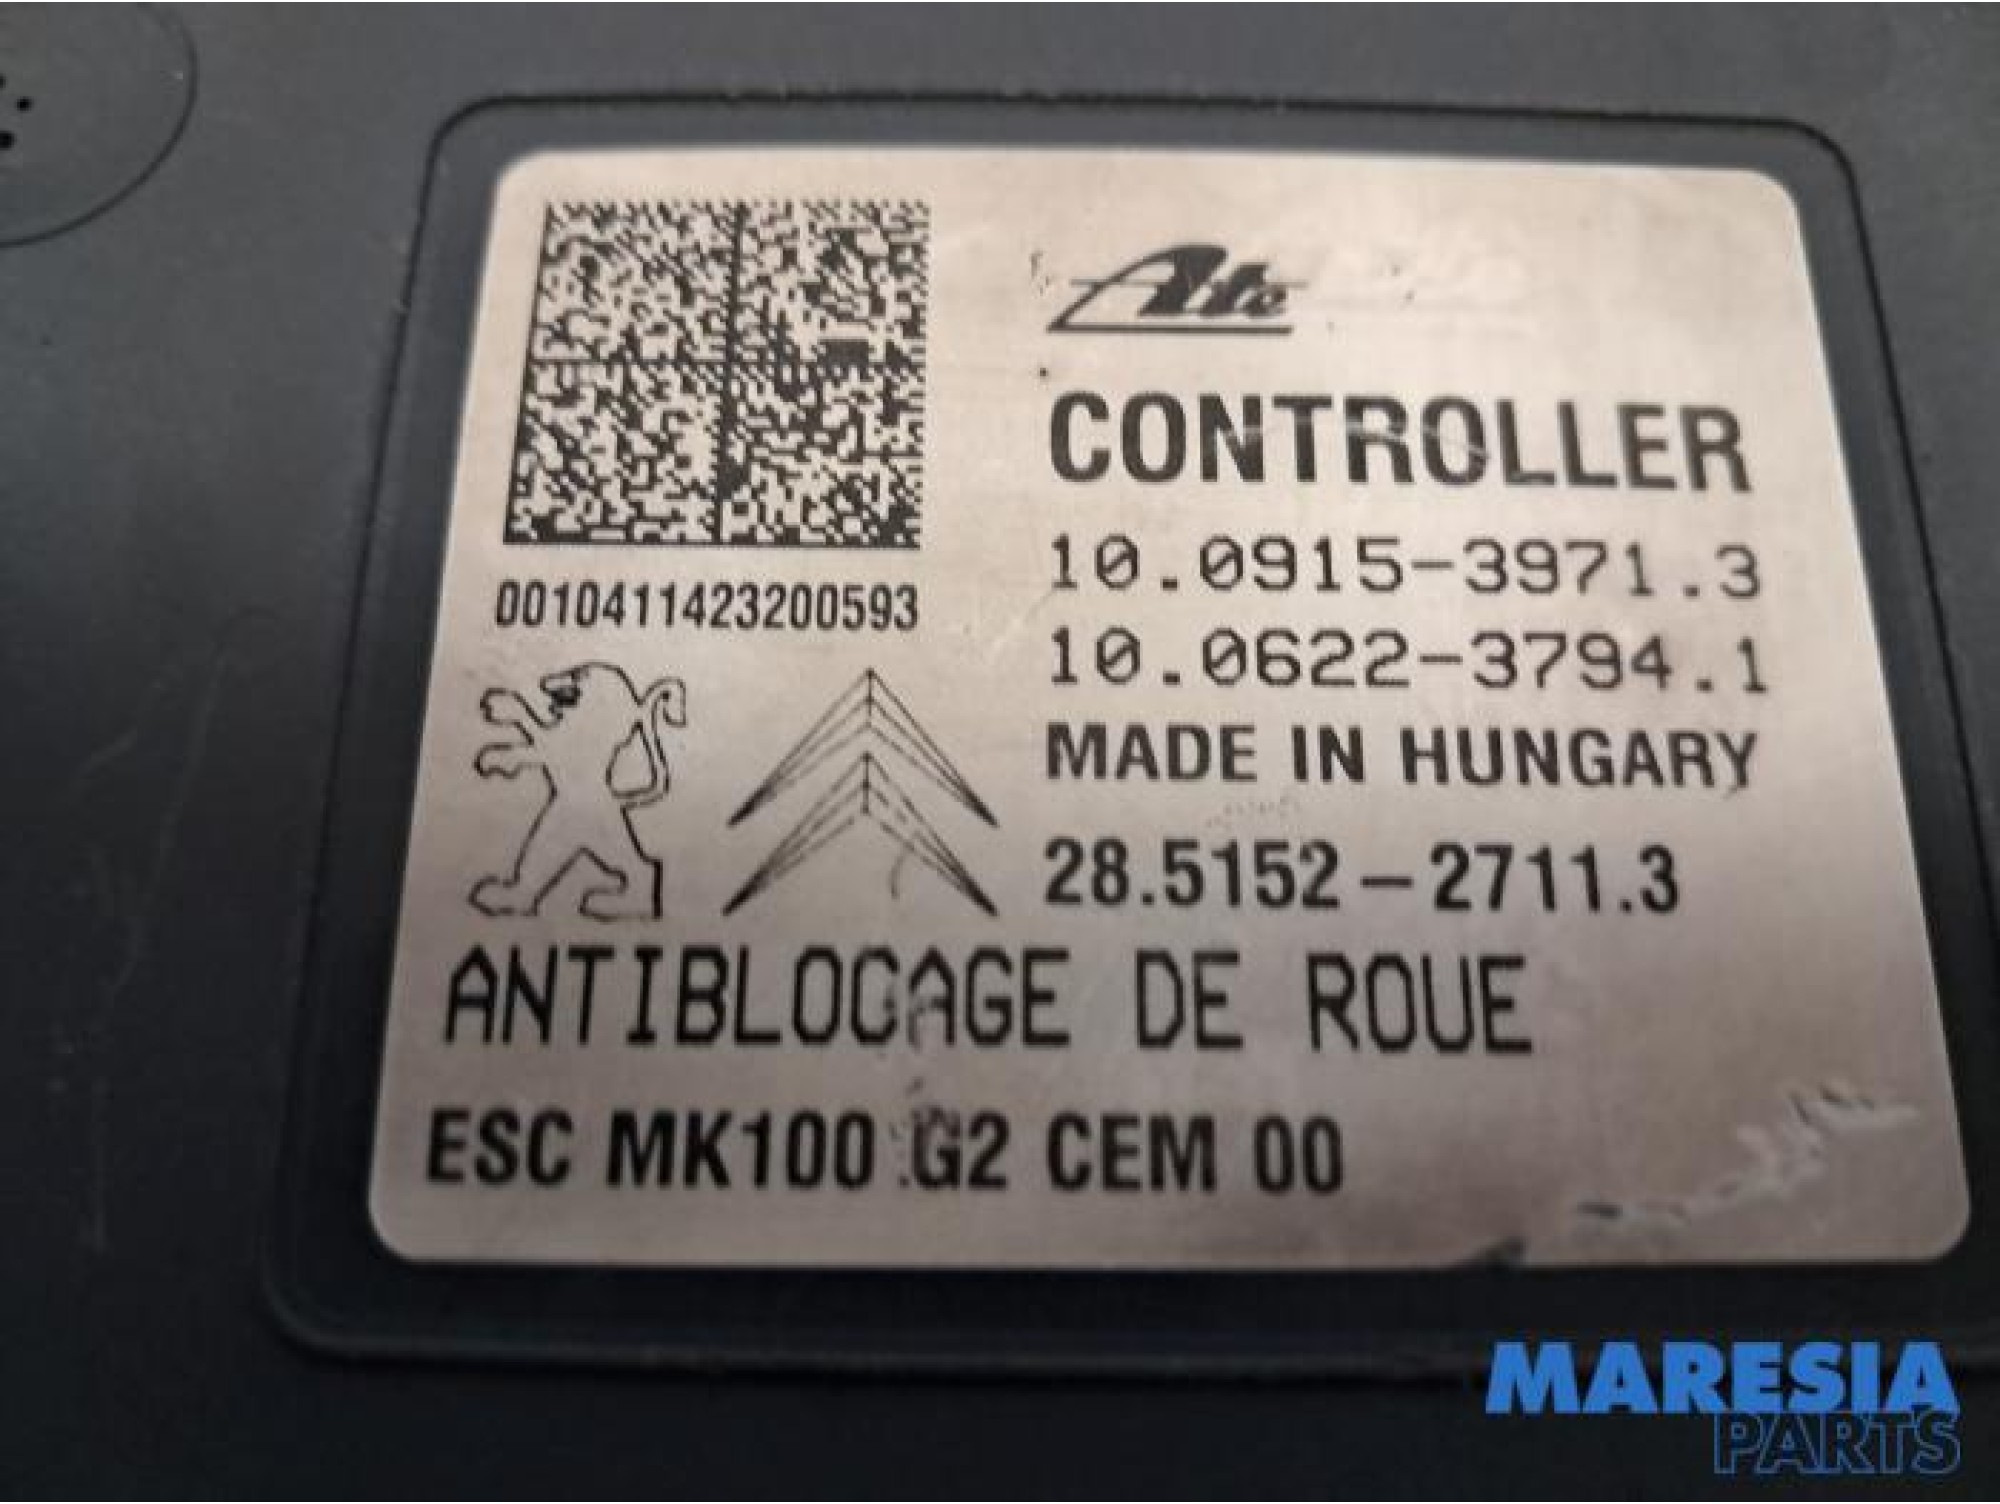 Ate
CONTROLLER
10.0915-3971.3
10.0622-3794.1
MADE IN HUNGARY
28.5152-2711.3
0010411423200593
ANTIBLOCAGE DE ROUE
ESC MK100 G2 CEM 00
MARESIA
PARTS